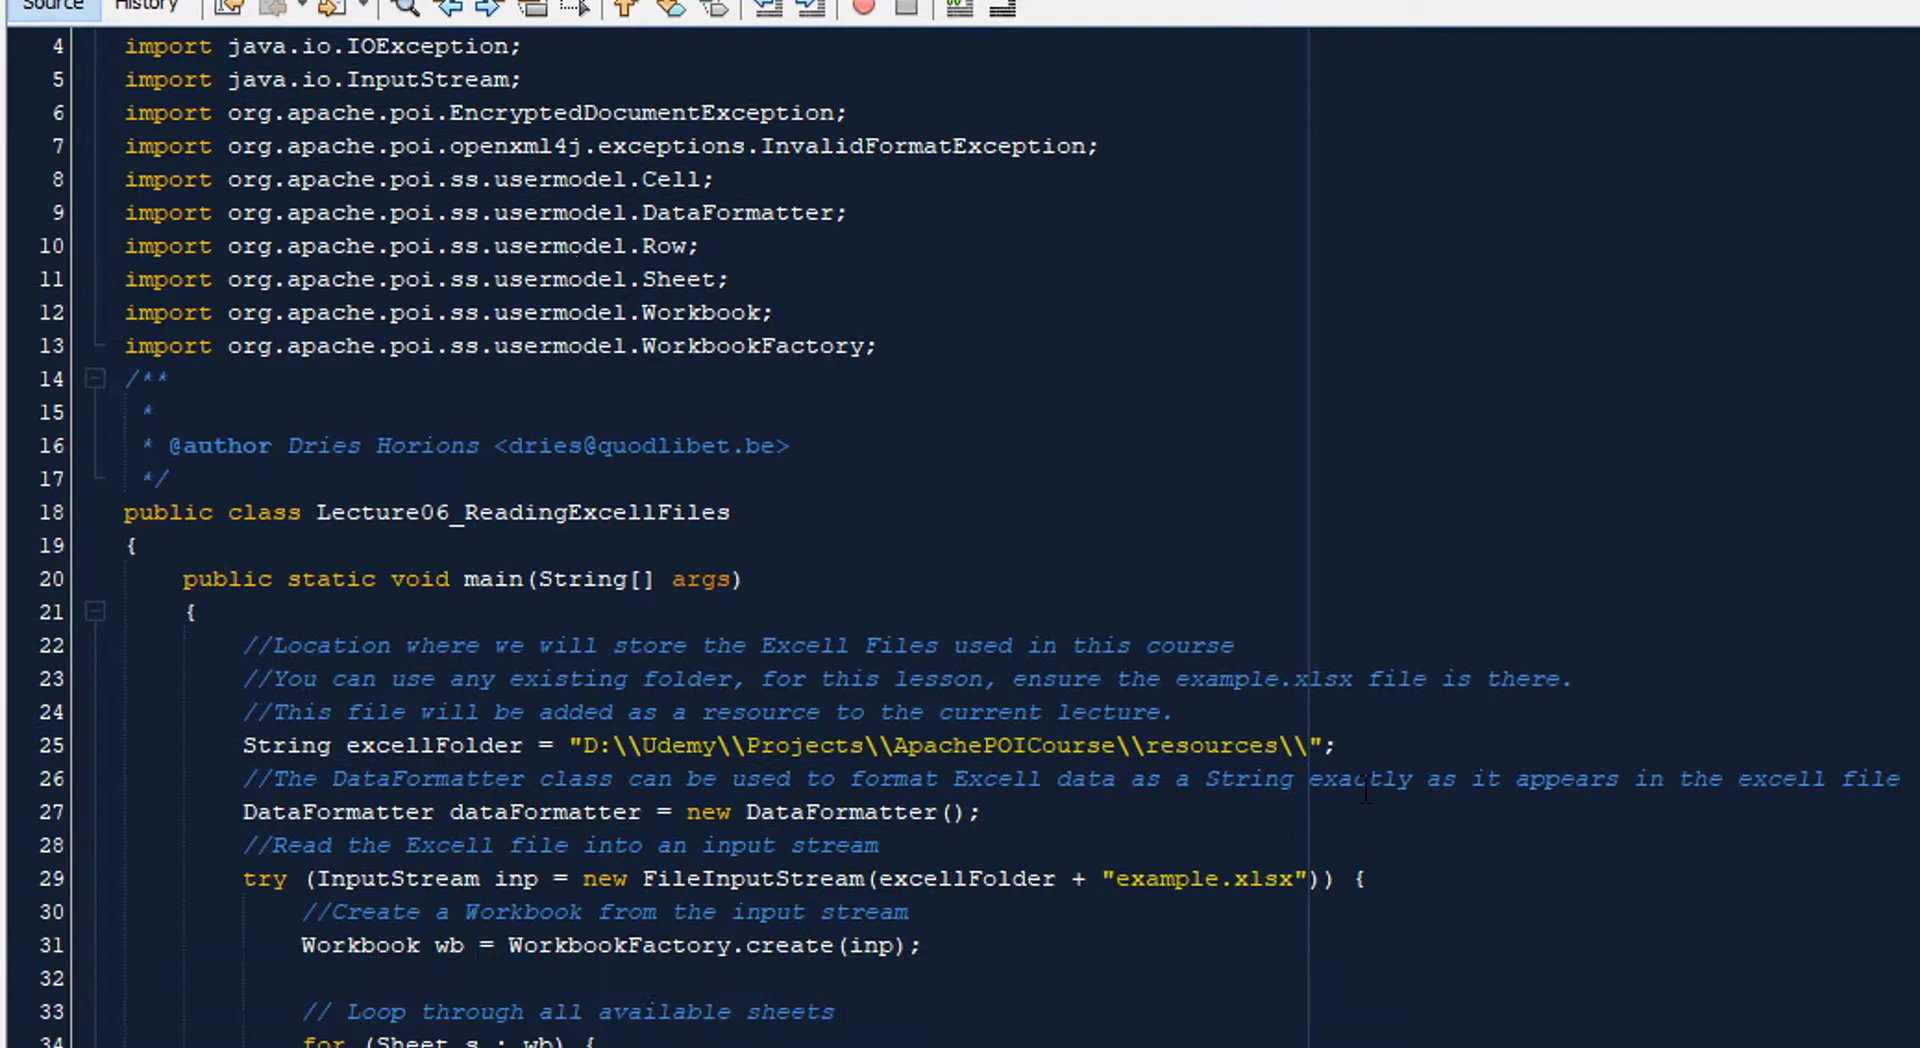 Source History
4 import java.io.IOException;
5 import java.io.InputStream;
6 import org.apache.poi.EncryptedDocumentException;
7 import org.apache.poi.openxml4j.exceptions.InvalidFormatException;
8 import org.apache.poi.ss.usermodel.Cell;
9 import org.apache.poi.ss.usermodel.DataFormatter;
10 import org.apache.poi.ss.usermodel.Row;
11 import org.apache.poi.ss.usermodel.Sheet;
12 import org.apache.poi.ss.usermodel.Workbook;
13 import org.apache.poi.ss.usermodel.WorkbookFactory;
14 /**
15 *
16 * @author Dries Horions <dries@quodlibet.be>
17 */
18 public class Lecture06_ReadingExcellFiles
19 {
20 public static void main(String[] args)
21 {
22 //Location where we will store the Excell Files used in this course
23 //You can use any existing folder, for this lesson, ensure the example.xlsx file is there.
24 //This file will be added as a resource to the current lecture.
25 String excellFolder = "D:\\Udemy\\Projects\\ApachePOICourse\\resources\\";
26 //The DataFormatter class can be used to format Excell data as a String exactly as it appears in the excell file
27 DataFormatter dataFormatter = new DataFormatter();
28 //Read the Excell file into an input stream
29 try (InputStream inp = new FileInputStream(excellFolder + "example.xlsx")) {
30 //Create a Workbook from the input stream
31 Workbook wb = WorkbookFactory.create(inp);
32
33 // Loop through all available sheets
34 for (Sheet s : wb) {